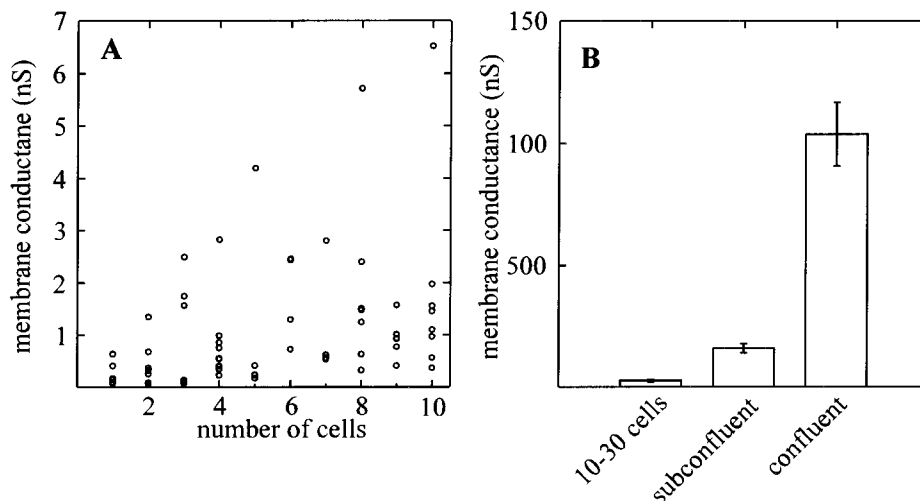 A
membrane conductane (nS)
7
6
5
4
3
2
1
2 4 6 8 10
number of cells
B
membrane conductance (nS)
150
100
500
10-30 cells
subconfluent
confluent